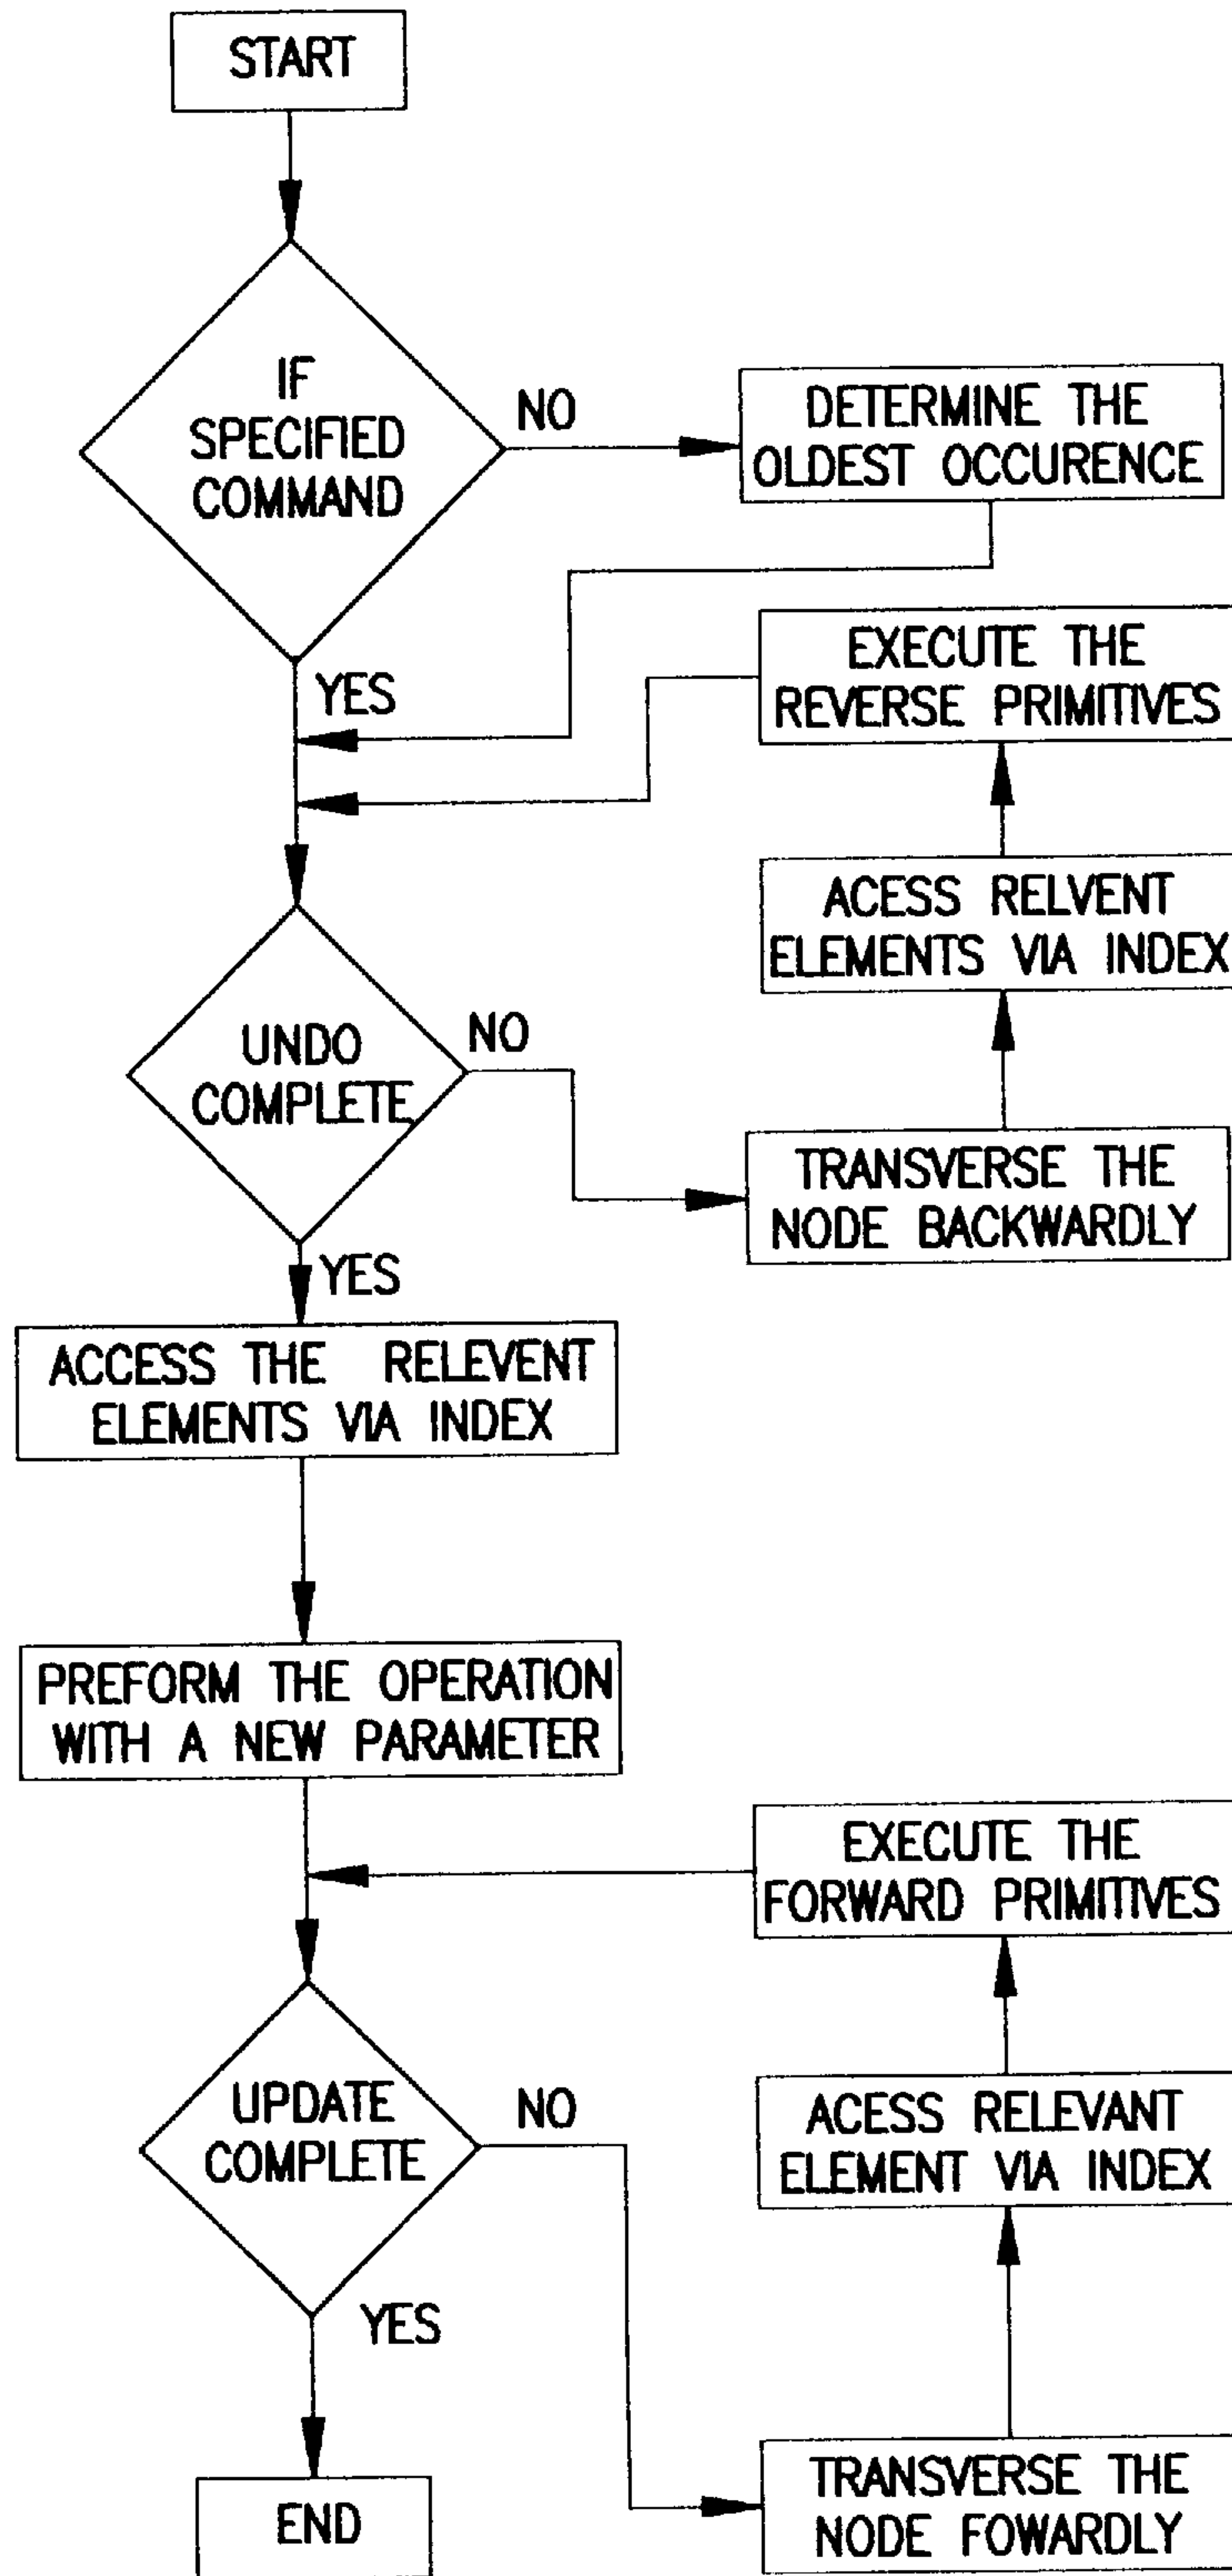 START
IF
SPECIFIED
COMMAND
NO
DETERMINE THE
OLDEST OCCURENCE
YES
EXECUTE THE
REVERSE PRIMITIVES
ACESS RELVENT
ELEMENTS VIA INDEX
UNDO
COMPLETE
NO
TRANSVERSE THE
NODE BACKWARDLY
YES
ACCESS THE RELEVENT
ELEMENTS VIA INDEX
PREFORM THE OPERATION
WITH A NEW PARAMETER
EXECUTE THE
FORWARD PRIMITIVES
UPDATE
COMPLETE
NO
ACESS RELEVANT
ELEMENT VIA INDEX
YES
TRANSVERSE THE
NODE FOWARDLY
END